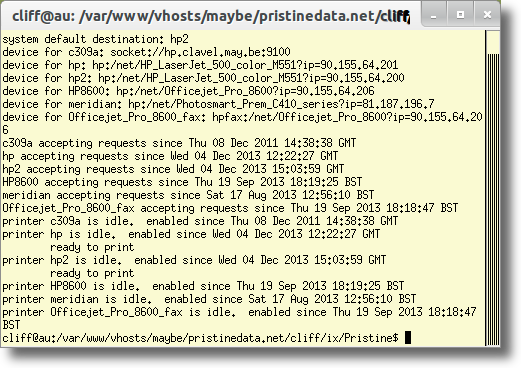 cliff@au: /var/www/vhosts/maybe/pristinedata.net/cliff/
system default destination: hp2
device for c309a: socket://hp.clavel.may.be:9100
device for hp: hp:/net/HP_LaserJet_500_color_M551?ip=90.155.64.201
device for hp2: hp:/net/HP_LaserJet_500_color_M551?ip=90.155.64.200
device for HP8600: hp:/net/Officejet_Pro_8600?ip=90.155.64.206
device for meridian: hp:/net/Photosmart_Prem_C410_series?ip=81.187.196.7
device for Officejet_Pro_8600_fax: hpfax:/net/Officejet_Pro_8600?ip=90.155.64.20
6
c309a accepting requests since Thu 08 Dec 2011 14:38:38 GMT
hp accepting requests since Wed 04 Dec 2013 12:22:27 GMT
hp2 accepting requests since Wed 04 Dec 2013 15:03:59 GMT
HP8600 accepting requests since Thu 19 Sep 2013 18:19:25 BST
meridian accepting requests since Sat 17 Aug 2013 12:56:10 BST
Officejet_Pro_8600_fax accepting requests since Thu 19 Sep 2013 18:18:47 BST
printer c309a is idle.  enabled since Thu 08 Dec 2011 14:38:38 GMT
printer hp is idle.  enabled since Wed 04 Dec 2013 12:22:27 GMT
        ready to print
printer hp2 is idle.  enabled since Wed 04 Dec 2013 15:03:59 GMT
        ready to print
printer HP8600 is idle.  enabled since Thu 19 Sep 2013 18:19:25 BST
printer meridian is idle.  enabled since Sat 17 Aug 2013 12:56:10 BST
printer Officejet_Pro_8600_fax is idle.  enabled since Thu 19 Sep 2013 18:18:47
BST
cliff@au:/var/www/vhosts/maybe/pristinedata.net/cliff/ix/Pristine$